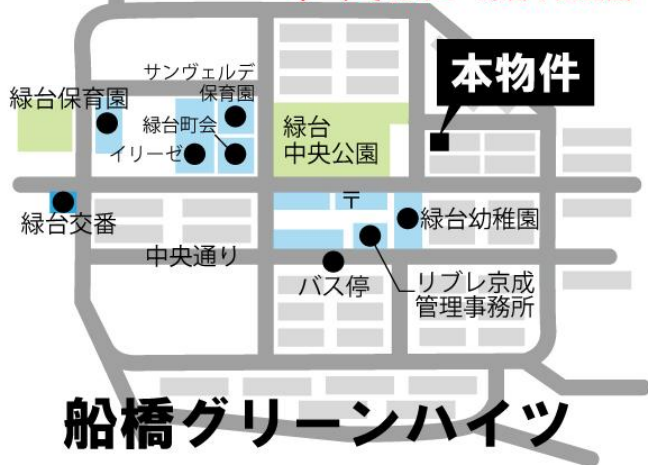 本物件
サンヴェルデ
保育園
緑台保育園
緑台町会
イリーゼ
緑台
中央公園
〒
緑台交番
緑台幼稚園
中央通り
バス停
リブレ京成
管理事務所
船橋グリーンハイツ